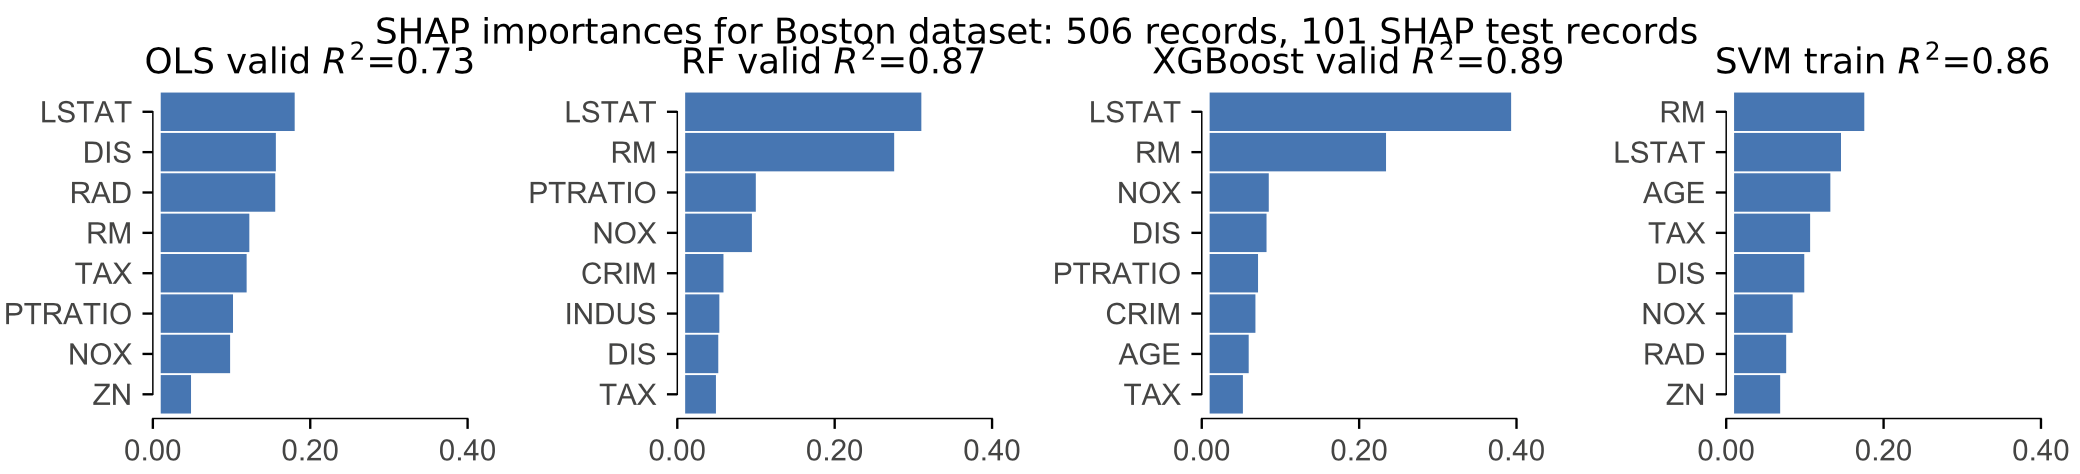 SHAP importances for Boston dataset: 506 records, 101 SHAP test records
OLS valid R²=0.73
LSTAT
DIS
RAD
RM
TAX
PTRATIO
NOX
ZN
0.00 0.20 0.40
RF valid R²=0.87
LSTAT
RM
PTRATIO
NOX
CRIM
INDUS
DIS
TAX
0.00 0.20 0.40
XGBoost valid R²=0.89
LSTAT
RM
NOX
DIS
PTRATIO
CRIM
AGE
TAX
0.00 0.20 0.40
SVM train R²=0.86
RM
LSTAT
AGE
TAX
DIS
NOX
RAD
ZN
0.00 0.20 0.40